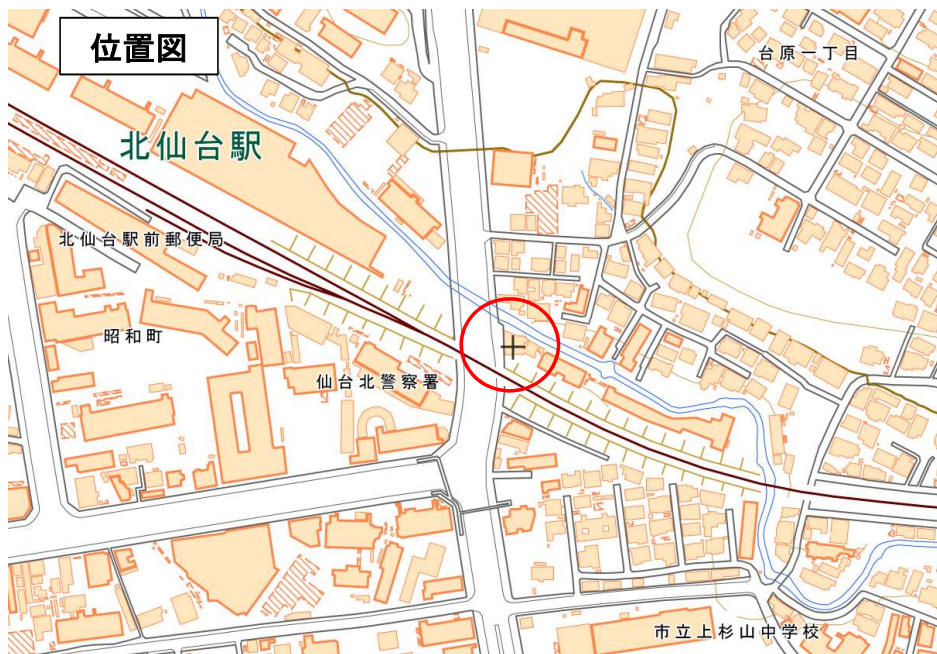 位置図
台原一丁目
北仙台駅
北仙台駅前郵便局
昭和町
仙台北警察署
市立上杉山中学校